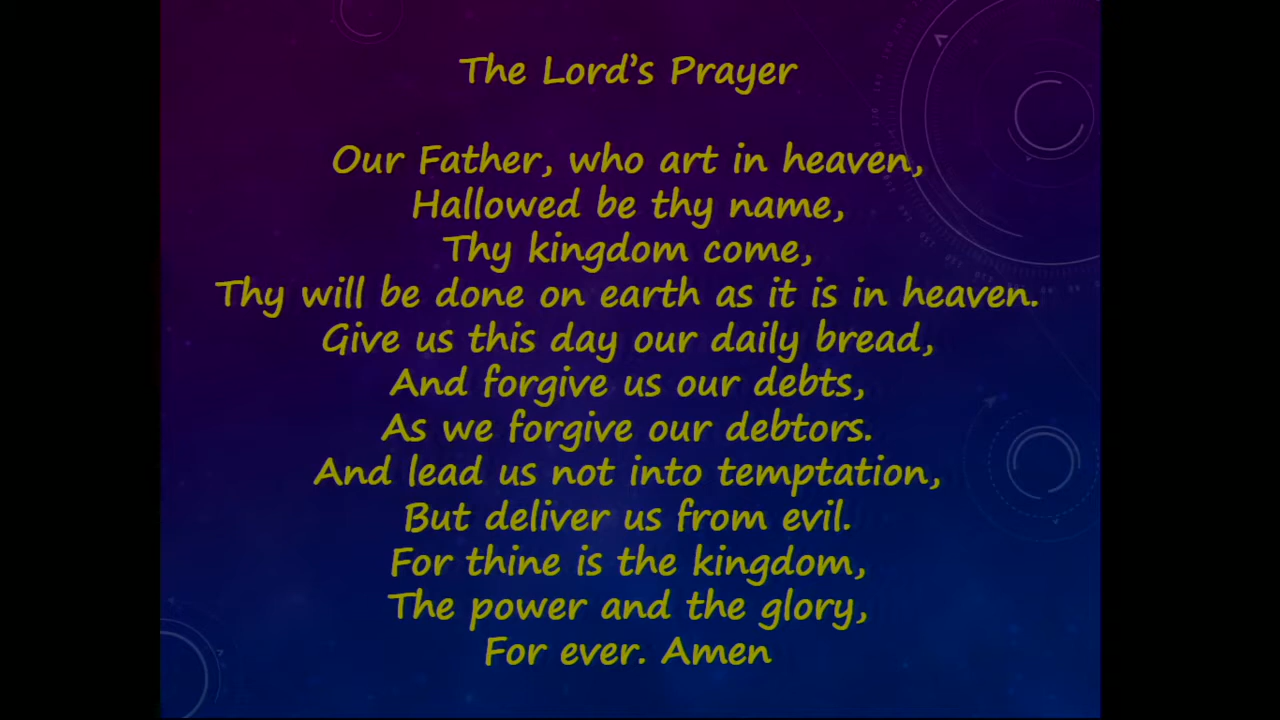 The Lord's Prayer
Our Father, who art in heaven,
Hallowed be thy name,
Thy kingdom come,
Thy will be done on earth as it is in heaven.
Give us this day our daily bread,
And forgive us our debts,
As we forgive our debtors.
And lead us not into temptation,
But deliver us from evil.
For thine is the kingdom,
The power and the glory,
For ever. Amen